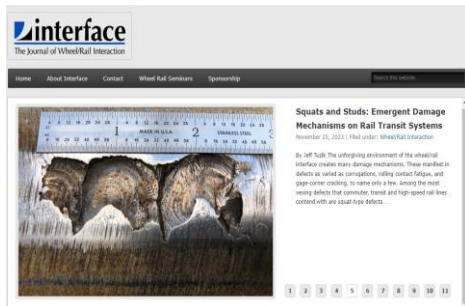 interface
The Journal of Wheel/Rail Interaction
Home About Interface Contact Wheel Rail Seminars Sponsorship
Search this website
1 MADE IN U.S.A. 2 STAINLESS STEEL 3
Squats and Studs: Emergent Damage
Mechanisms on Rail Transit Systems
November 21, 2023 | Filed under: Wheel/Rail Interaction
By Jeff Tuzik The unforgiving environment of the wheel/rail
interface creates many damage mechanisms. These manifest in
defects as varied as corrugations, rolling contact fatigue, and
gage-corner cracking, to name only a few. Among the most
vexing defects that commuter, transit and high-speed rail lines
contend with are squat-type defects ...
1 2 3 4 5 6 7 8 9 10 11